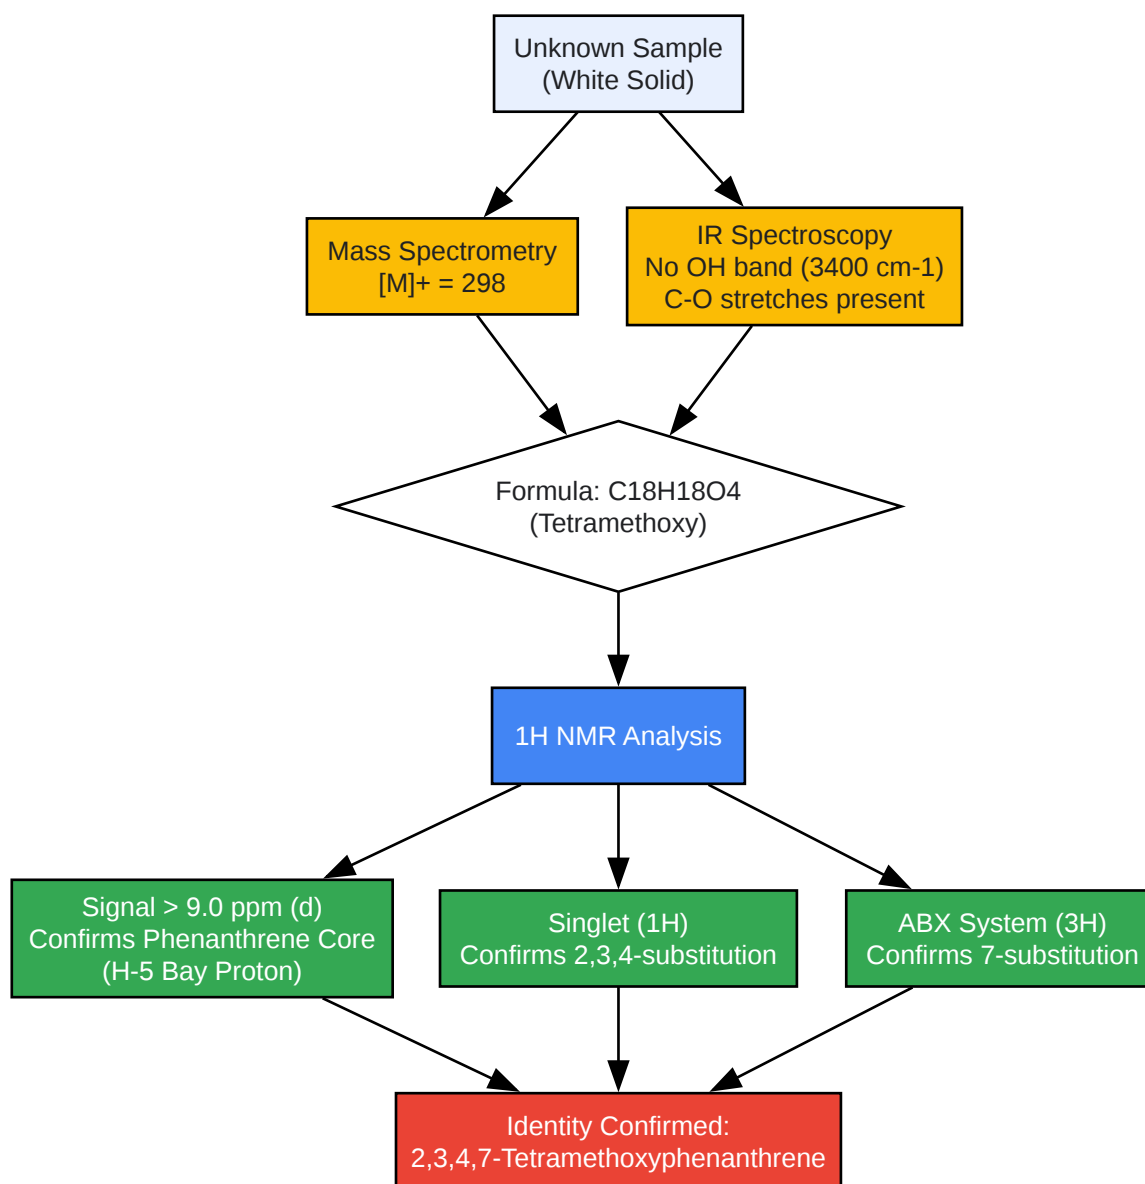 Unknown Sample
(White Solid)
Mass Spectrometry
[M]+ = 298
IR Spectroscopy
No OH band (3400 cm-1)
C-O stretches present
Formula: C18H18O4
(Tetramethoxy)
1H NMR Analysis
Signal > 9.0 ppm (d)
Confirms Phenanthrene Core
(H-5 Bay Proton)
Singlet (1H)
Confirms 2,3,4-substitution
ABX System (3H)
Confirms 7-substitution
Identity Confirmed:
2,3,4,7-Tetramethoxyphenanthrene